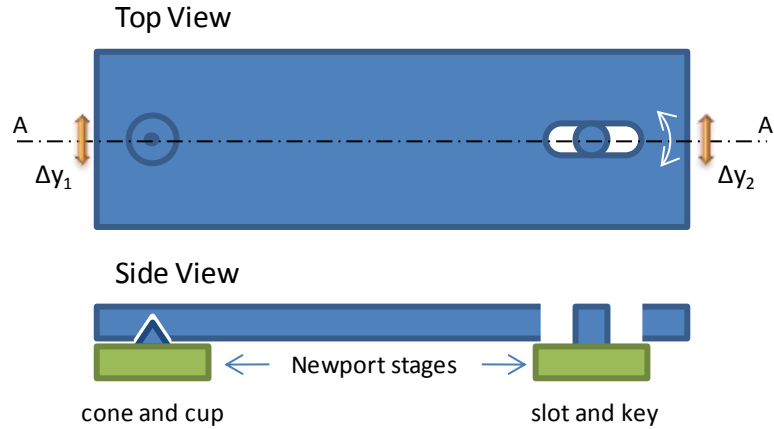 Top View
A
A
Δy1
Δy2
Side View
Newport stages
cone and cup
slot and key